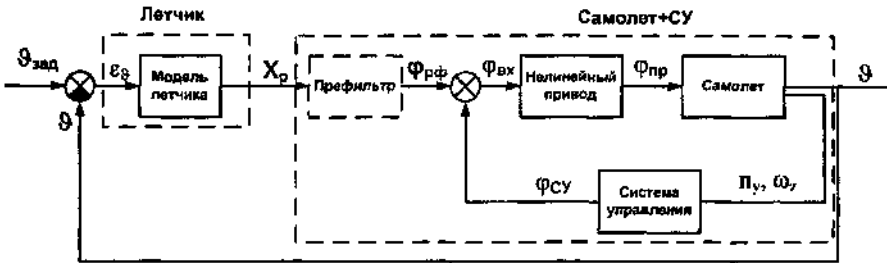 Летчик
Самолет+СУ
ϑзад
εϑ
Модель
летчика
Xр
Префильтр
φрф
φвх
Нелинейный
привод
φпр
Самолет
ϑ
ϑ
φСУ
Система
управления
nу, ωz